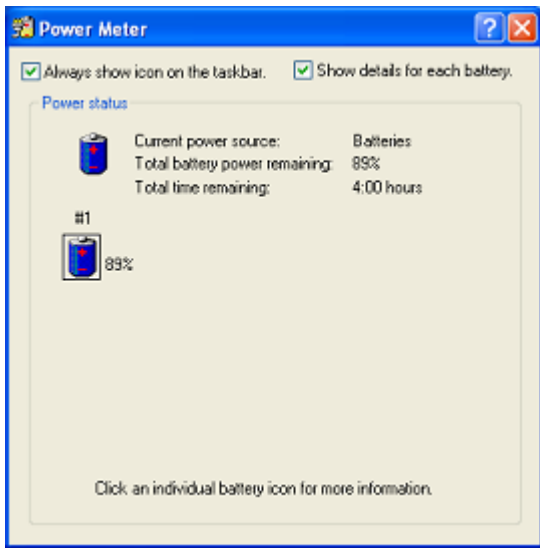 Power Meter
Always show icon on the taskbar. Show details for each battery.
Power status
Current power source: Batteries
Total battery power remaining: 89%
Total time remaining: 4:00 hours
#1
89%
Click an individual battery icon for more information.